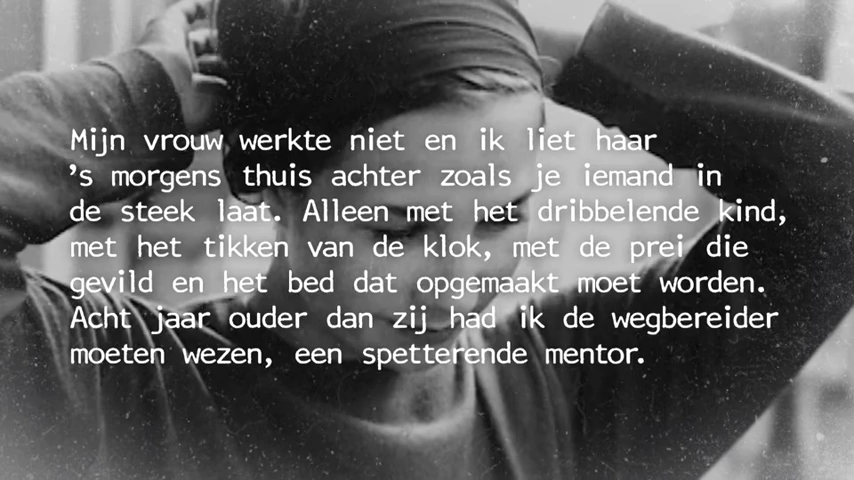 Mijn vrouw werkte niet en ik liet haar
’s morgens thuis achter zoals je iemand in
de steek laat. Alleen met het dribbelende kind,
met het tikken van de klok, met de prei die
gevild en het bed dat opgemaakt moet worden.
Acht jaar ouder dan zij had ik de wegbereider
moeten wezen, een spetterende mentor.